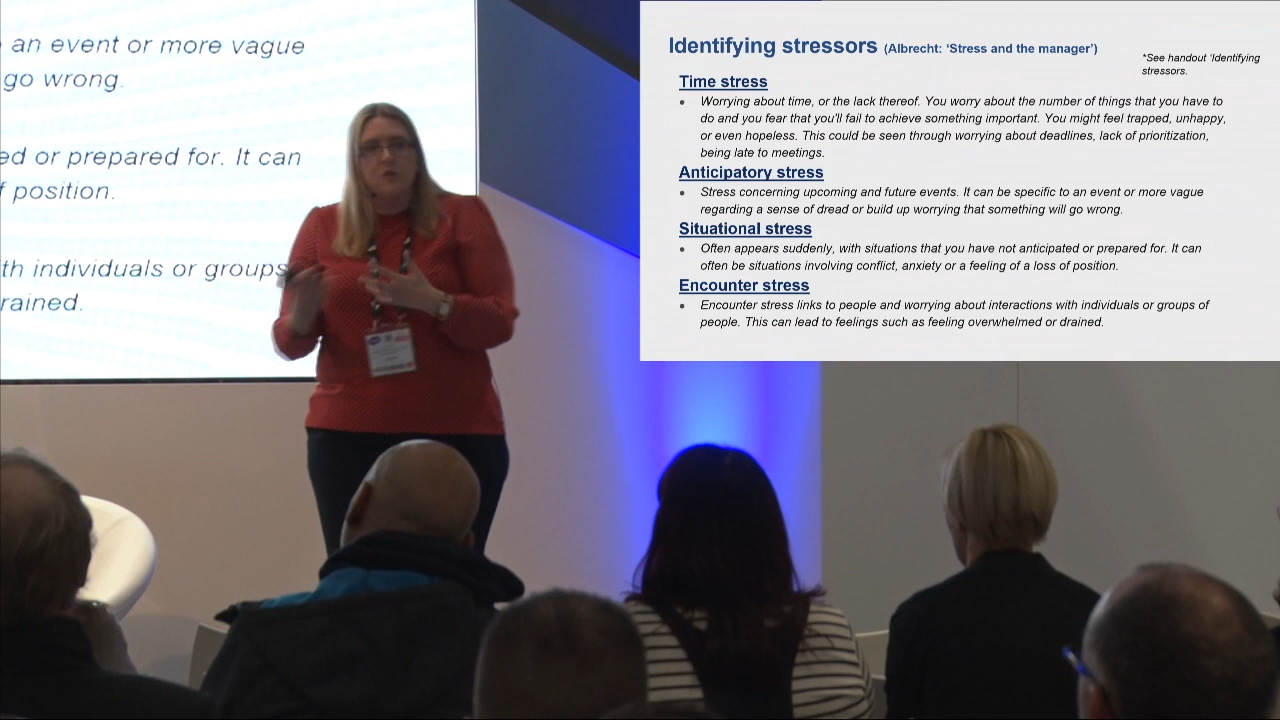 an event or more vague
go wrong.
ed or prepared for. It can
f position.
th individuals or groups
rained.
Identifying stressors (Albrecht: ‘Stress and the manager’)
*See handout ‘Identifying
stressors.
Time stress
• Worrying about time, or the lack thereof. You worry about the number of things that you have to
do and you fear that you'll fail to achieve something important. You might feel trapped, unhappy,
or even hopeless. This could be seen through worrying about deadlines, lack of prioritization,
being late to meetings.
Anticipatory stress
• Stress concerning upcoming and future events. It can be specific to an event or more vague
regarding a sense of dread or build up worrying that something will go wrong.
Situational stress
• Often appears suddenly, with situations that you have not anticipated or prepared for. It can
often be situations involving conflict, anxiety or a feeling of a loss of position.
Encounter stress
• Encounter stress links to people and worrying about interactions with individuals or groups of
people. This can lead to feelings such as feeling overwhelmed or drained.